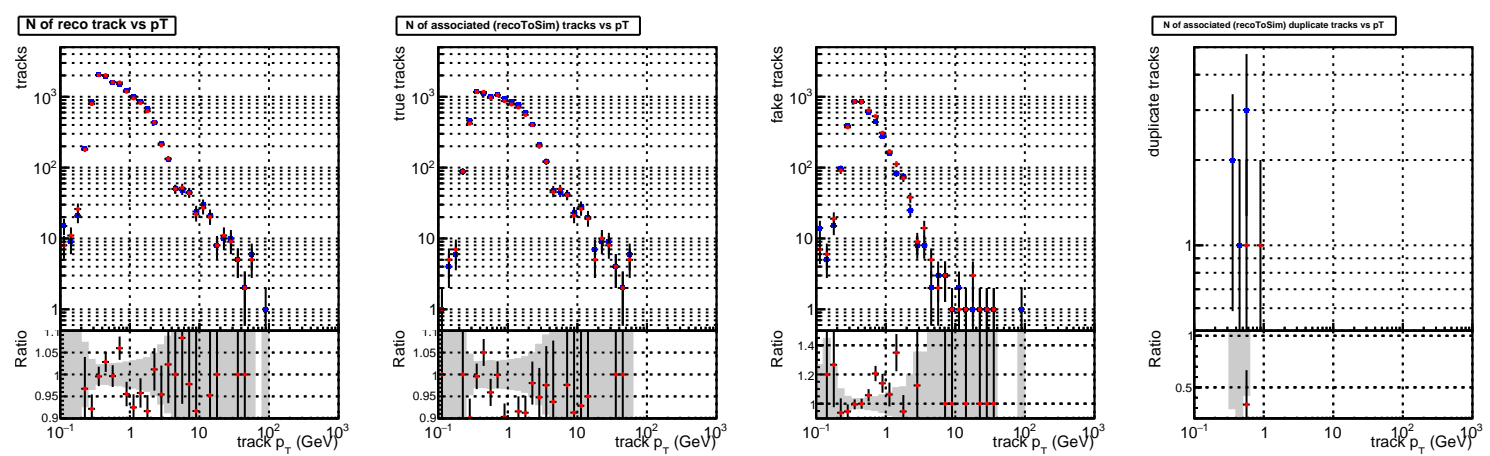 N of reco track vs pT
tracks
10³
10²
10
1
Ratio
1.1
1.05
1
0.95
0.9
10⁻¹ 1 10 10² 10³
track p_T (GeV)
N of associated (recoToSim) tracks vs pT
true tracks
10³
10²
10
1
Ratio
1.1
1.05
1
0.95
0.9
10⁻¹ 1 10 10² 10³
track p_T (GeV)
fake tracks
10³
10²
10
1
Ratio
1.4
1.2
1
10⁻¹ 1 10 10² 10³
track p_T (GeV)
N of associated (recoToSim) duplicate tracks vs pT
duplicate tracks
1
Ratio
1
0.5
10⁻¹ 1 10 10² 10³
track p_T (GeV)